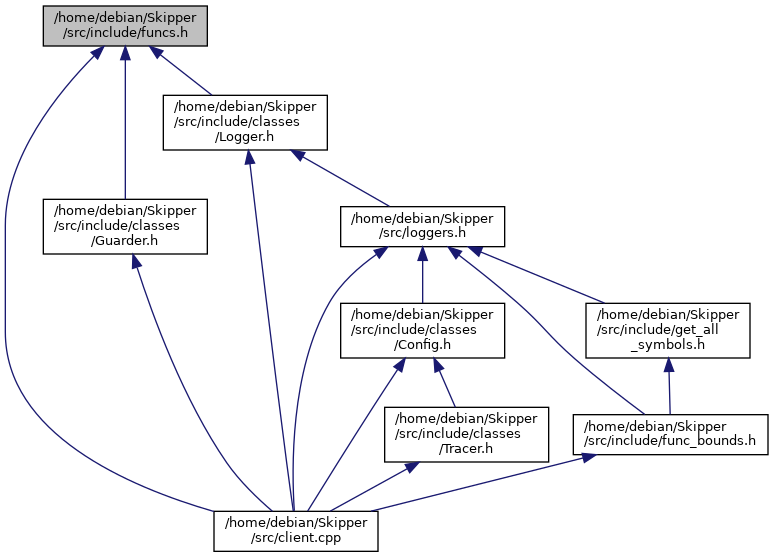 /home/debian/Skipper
/src/include/funcs.h
/home/debian/Skipper
/src/include/classes
/Logger.h
/home/debian/Skipper
/src/include/classes
/Guarder.h
/home/debian/Skipper
/src/loggers.h
/home/debian/Skipper
/src/include/classes
/Config.h
/home/debian/Skipper
/src/include/get_all
_symbols.h
/home/debian/Skipper
/src/include/classes
/Tracer.h
/home/debian/Skipper
/src/include/func_bounds.h
/home/debian/Skipper
/src/client.cpp